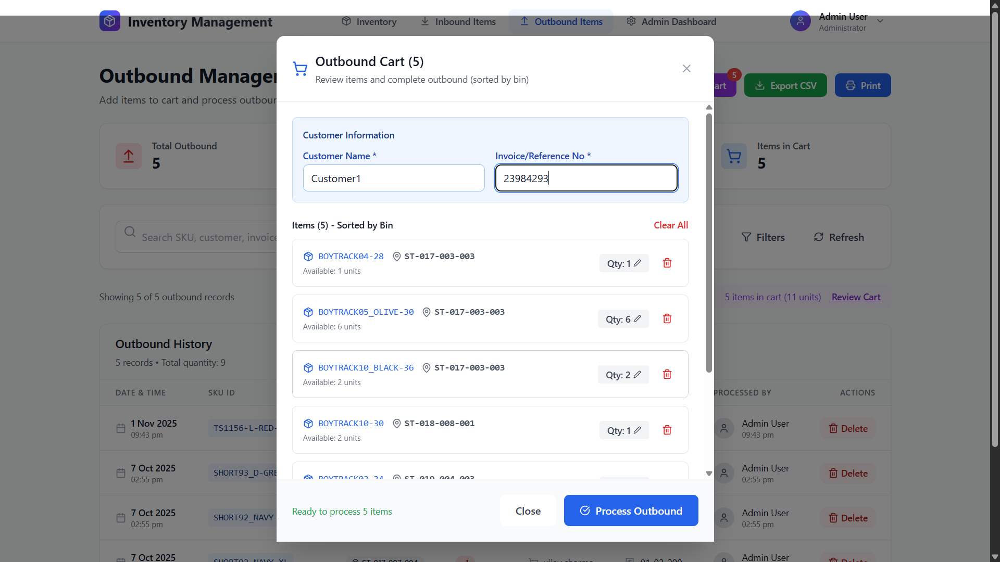 Inventory Management
Inventory
Inbound Items
Outbound Items
Admin Dashboard
Admin User
Administrator
Outbound Manage
Add items to cart and process outbou
art
5
Export CSV
Print
Total Outbound
5
Items in Cart
5
Search SKU, customer, invoice
Filters
Refresh
Showing 5 of 5 outbound records
5 items in cart (11 units)
Review Cart
Outbound History
5 records • Total quantity: 9
DATE & TIME
SKU ID
PROCESSED BY
ACTIONS
1 Nov 2025
09:43 pm
TS1156-L-RED-
Admin User
09:43 pm
Delete
7 Oct 2025
02:55 pm
SHORT93_D-GRE
Admin User
02:55 pm
Delete
7 Oct 2025
02:55 pm
SHORT92_NAVY-
Admin User
02:55 pm
Delete
7 Oct 2025
Admin User
Outbound Cart (5)
Review items and complete outbound (sorted by bin)
Customer Information
Customer Name *
Invoice/Reference No *
Customer1
23984293
Items (5) - Sorted by Bin
Clear All
BOYTRACK04-28
ST-017-003-003
Available: 1 units
Qty: 1
BOYTRACK05_OLIVE-30
ST-017-003-003
Available: 6 units
Qty: 6
BOYTRACK10_BLACK-36
ST-017-003-003
Available: 2 units
Qty: 2
BOYTRACK10-30
ST-018-008-001
Available: 2 units
Qty: 1
Ready to process 5 items
Close
Process Outbound